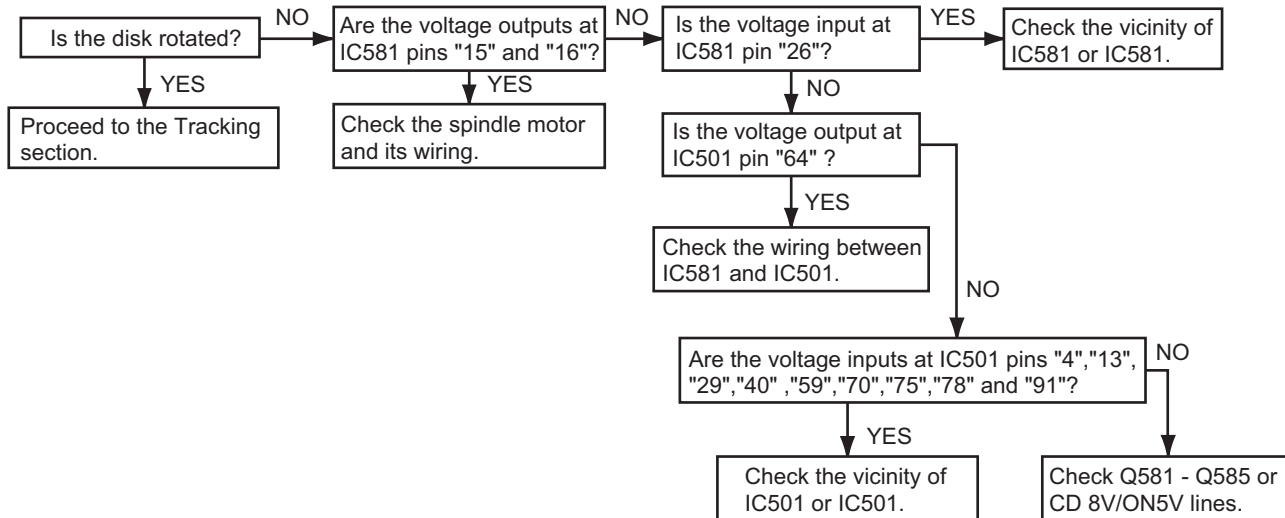 Is the disk rotated?
NO
Are the voltage outputs at
IC581 pins "15" and "16"?
NO
Is the voltage input at
IC581 pin "26"?
YES
Check the vicinity of
IC581 or IC581.
YES
Proceed to the Tracking
section.
YES
Check the spindle motor
and its wiring.
NO
Is the voltage output at
IC501 pin "64" ?
YES
Check the wiring between
IC581 and IC501.
NO
Are the voltage inputs at IC501 pins "4","13",
"29","40" ,"59","70","75","78" and "91"?
NO
YES
Check the vicinity of
IC501 or IC501.
Check Q581 - Q585 or
CD 8V/ON5V lines.